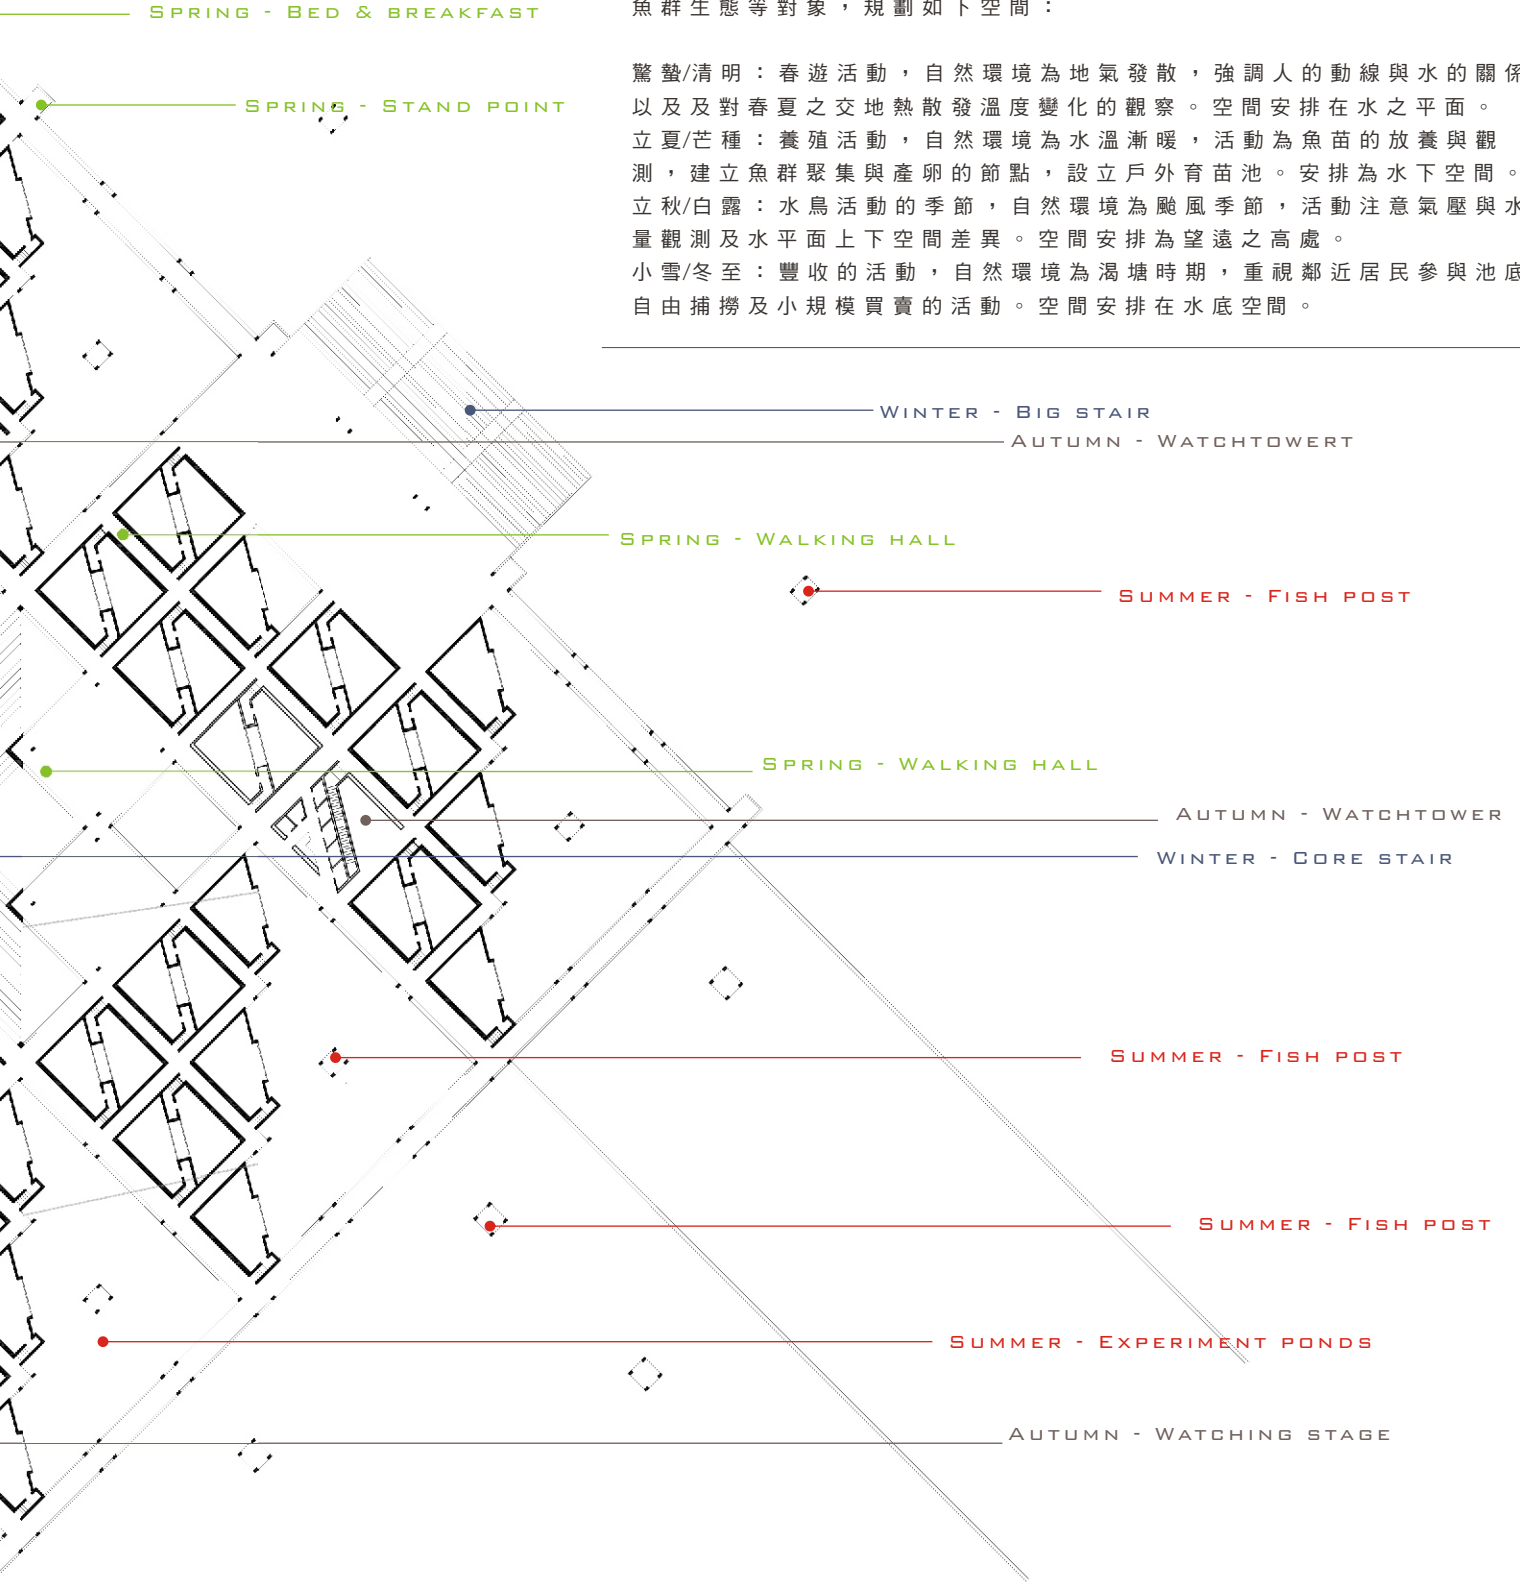 SPRING - BED & BREAKFAST
魚群生態等對象，規劃如下空間：
SPRING - STAND POINT
驚蟄/清明：春遊活動，自然環境為地氣發散，強調人的動線與水的關係
以及及對春夏之交地熱散發溫度變化的觀察。空間安排在水之平面。
立夏/芒種：養殖活動，自然環境為水溫漸暖，活動為魚苗的放養與觀
測，建立魚群聚集與產卵的節點，設立戶外育苗池。安排為水下空間。
立秋/白露：水鳥活動的季節，自然環境為颱風季節，活動注意氣壓與水
量觀測及水平面上下空間差異。空間安排為望遠之高處。
小雪/冬至：豐收的活動，自然環境為渴塘時期，重視鄰近居民參與池底
自由捕撈及小規模買賣的活動。空間安排在水底空間。
WINTER - BIG STAIR
AUTUMN - WATCHTOWERT
SPRING - WALKING HALL
SUMMER - FISH POST
SPRING - WALKING HALL
AUTUMN - WATCHTOWER
WINTER - CORE STAIR
SUMMER - FISH POST
SUMMER - FISH POST
SUMMER - EXPERIMENT PONDS
AUTUMN - WATCHING STAGE